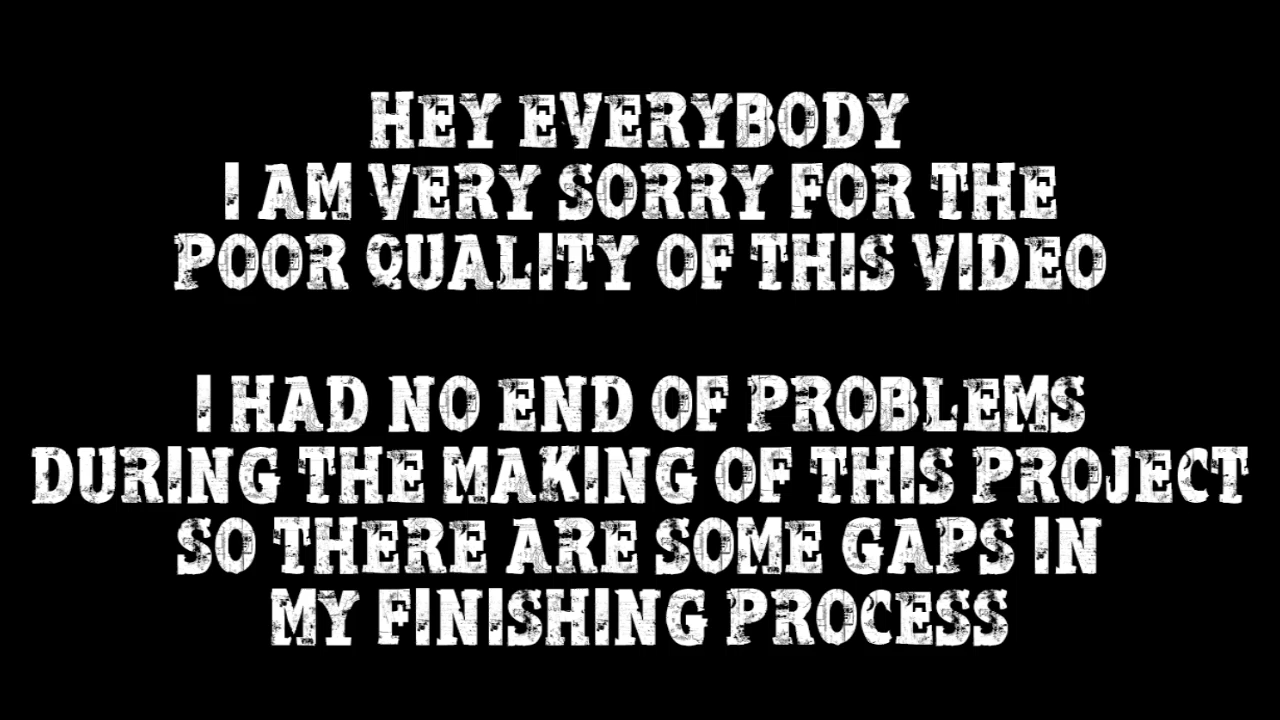 HEY EVERYBODY
I AM VERY SORRY FOR THE
POOR QUALITY OF THIS VIDEO
I HAD NO END OF PROBLEMS
DURING THE MAKING OF THIS PROJECT
SO THERE ARE SOME GAPS IN
MY FINISHING PROCESS